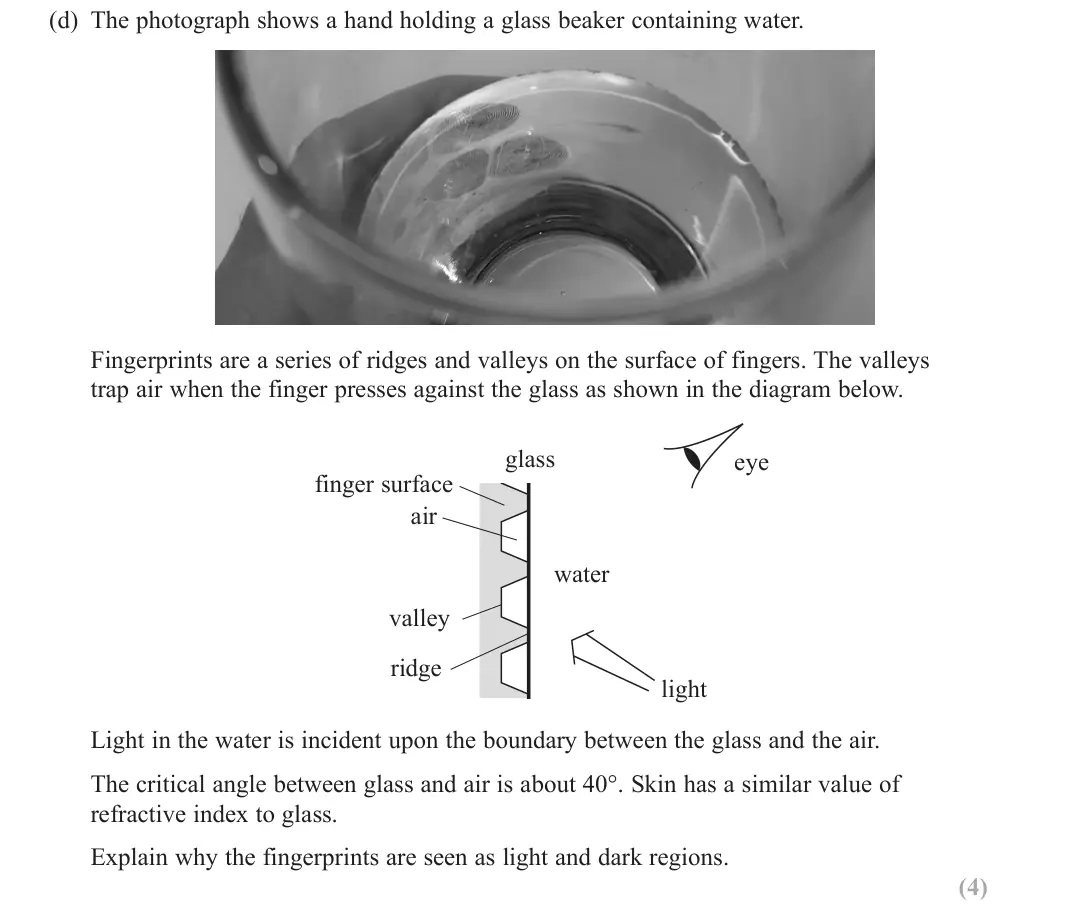 (d) The photograph shows a hand holding a glass beaker containing water.
Fingerprints are a series of ridges and valleys on the surface of fingers. The valleys
trap air when the finger presses against the glass as shown in the diagram below.
glass
eye
finger surface
air
water
valley
ridge
light
Light in the water is incident upon the boundary between the glass and the air.
The critical angle between glass and air is about 40°. Skin has a similar value of
refractive index to glass.
Explain why the fingerprints are seen as light and dark regions.
(4)